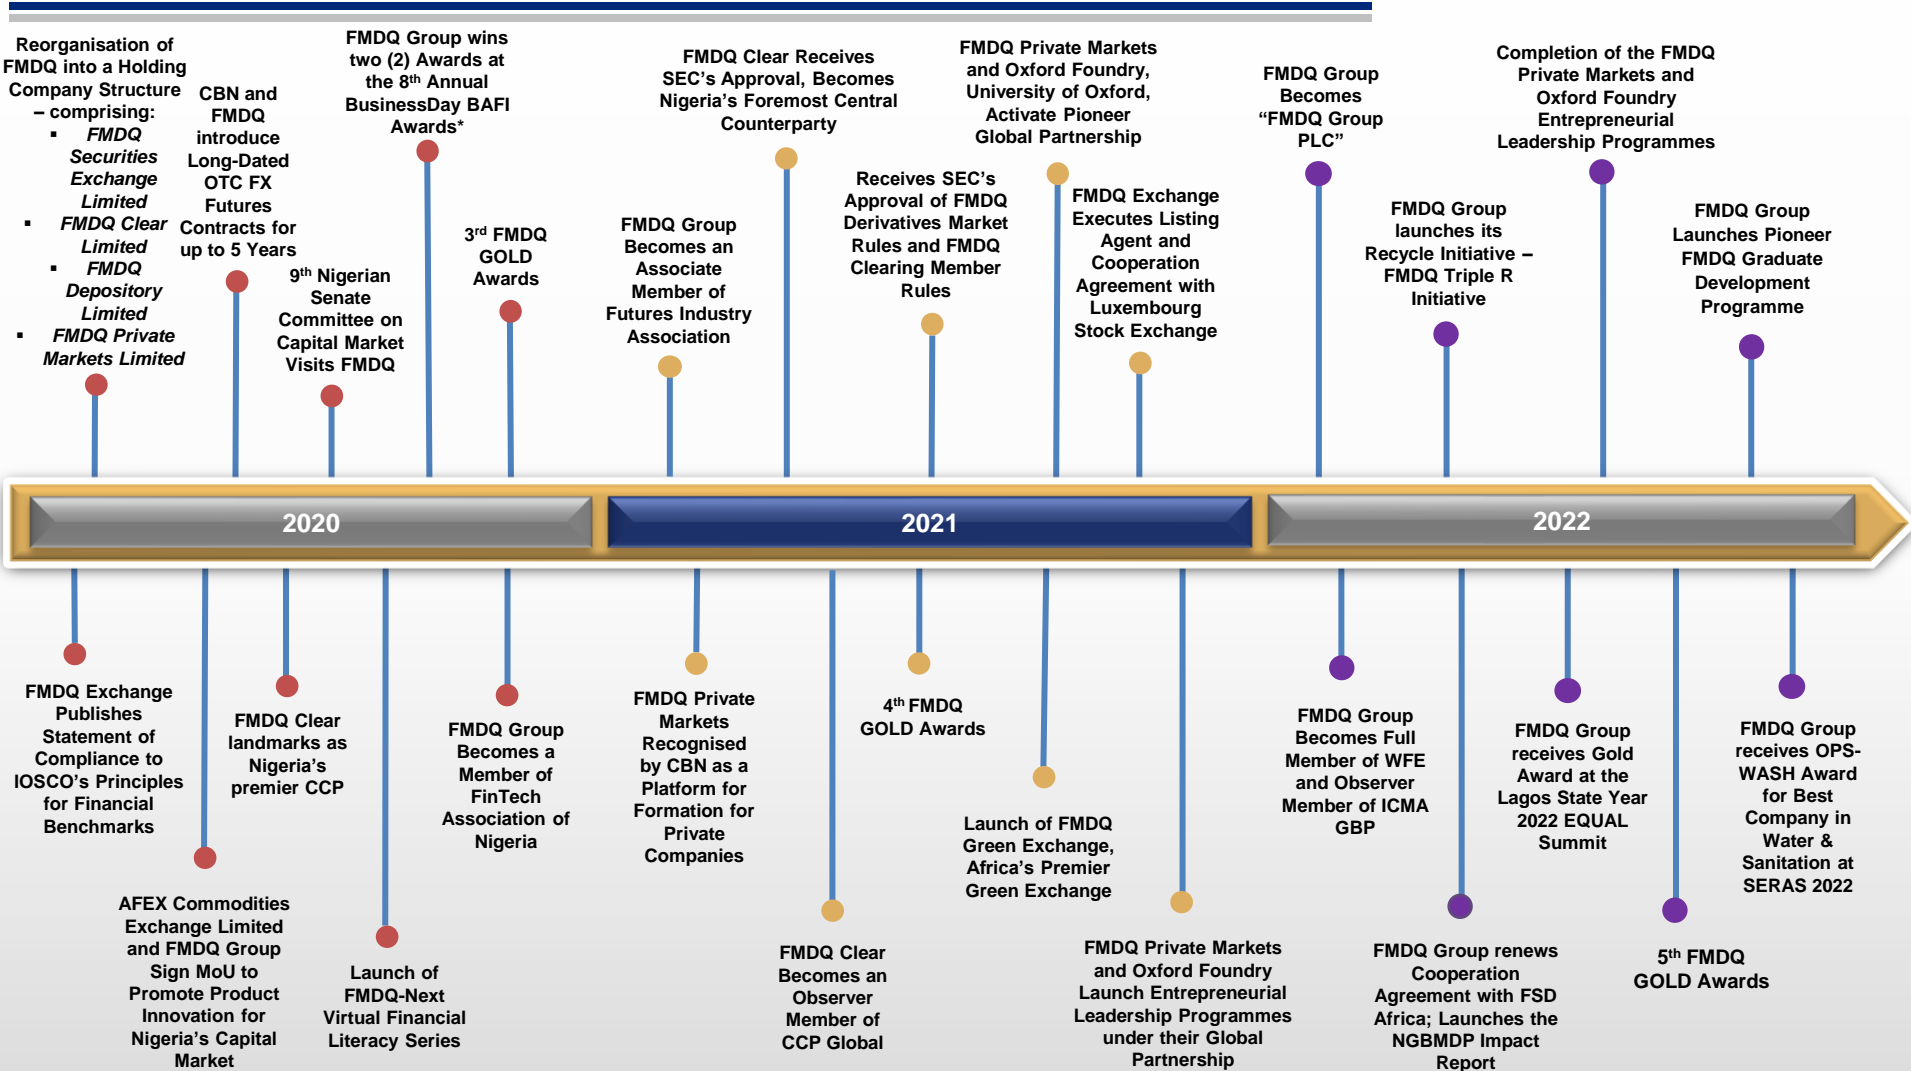 Reorganisation of
FMDQ into a Holding
Company Structure
– comprising:
▪ FMDQ
Securities
Exchange
Limited
▪ FMDQ Clear
Limited
▪ FMDQ
Depository
Limited
▪ FMDQ Private
Markets Limited
CBN and
FMDQ
introduce
Long-Dated
OTC FX
Futures
Contracts for
up to 5 Years
9th Nigerian
Senate
Committee on
Capital Market
Visits FMDQ
FMDQ Group wins
two (2) Awards at
the 8th Annual
BusinessDay BAFI
Awards*
3rd FMDQ
GOLD
Awards
FMDQ Group
Becomes an
Associate
Member of
Futures Industry
Association
FMDQ Clear Receives
SEC’s Approval, Becomes
Nigeria’s Foremost Central
Counterparty
Receives SEC’s
Approval of FMDQ
Derivatives Market
Rules and FMDQ
Clearing Member
Rules
FMDQ Private Markets
and Oxford Foundry,
University of Oxford,
Activate Pioneer
Global Partnership
FMDQ Exchange
Executes Listing
Agent and
Cooperation
Agreement with
Luxembourg
Stock Exchange
FMDQ Group
Becomes
“FMDQ Group
PLC”
FMDQ Group
launches its
Recycle Initiative –
FMDQ Triple R
Initiative
Completion of the FMDQ
Private Markets and
Oxford Foundry
Entrepreneurial
Leadership Programmes
FMDQ Group
Launches Pioneer
FMDQ Graduate
Development
Programme
2020
2021
2022
FMDQ Exchange
Publishes
Statement of
Compliance to
IOSCO’s Principles
for Financial
Benchmarks
AFEX Commodities
Exchange Limited
and FMDQ Group
Sign MoU to
Promote Product
Innovation for
Nigeria’s Capital
Market
FMDQ Clear
landmarks as
Nigeria’s
premier CCP
Launch of
FMDQ-Next
Virtual Financial
Literacy Series
FMDQ Group
Becomes a
Member of
FinTech
Association of
Nigeria
FMDQ Private
Markets
Recognised
by CBN as a
Platform for
Formation for
Private
Companies
FMDQ Clear
Becomes an
Observer
Member of
CCP Global
4th FMDQ
GOLD Awards
Launch of FMDQ
Green Exchange,
Africa’s Premier
Green Exchange
FMDQ Private Markets
and Oxford Foundry
Launch Entrepreneurial
Leadership Programmes
under their Global
Partnership
FMDQ Group
Becomes Full
Member of WFE
and Observer
Member of ICMA
GBP
FMDQ Group renews
Cooperation
Agreement with FSD
Africa; Launches the
NGBMDP Impact
Report
FMDQ Group
receives Gold
Award at the
Lagos State Year
2022 EQUAL
Summit
5th FMDQ
GOLD Awards
FMDQ Group
receives OPS-
WASH Award
for Best
Company in
Water &
Sanitation at
SERAS 2022